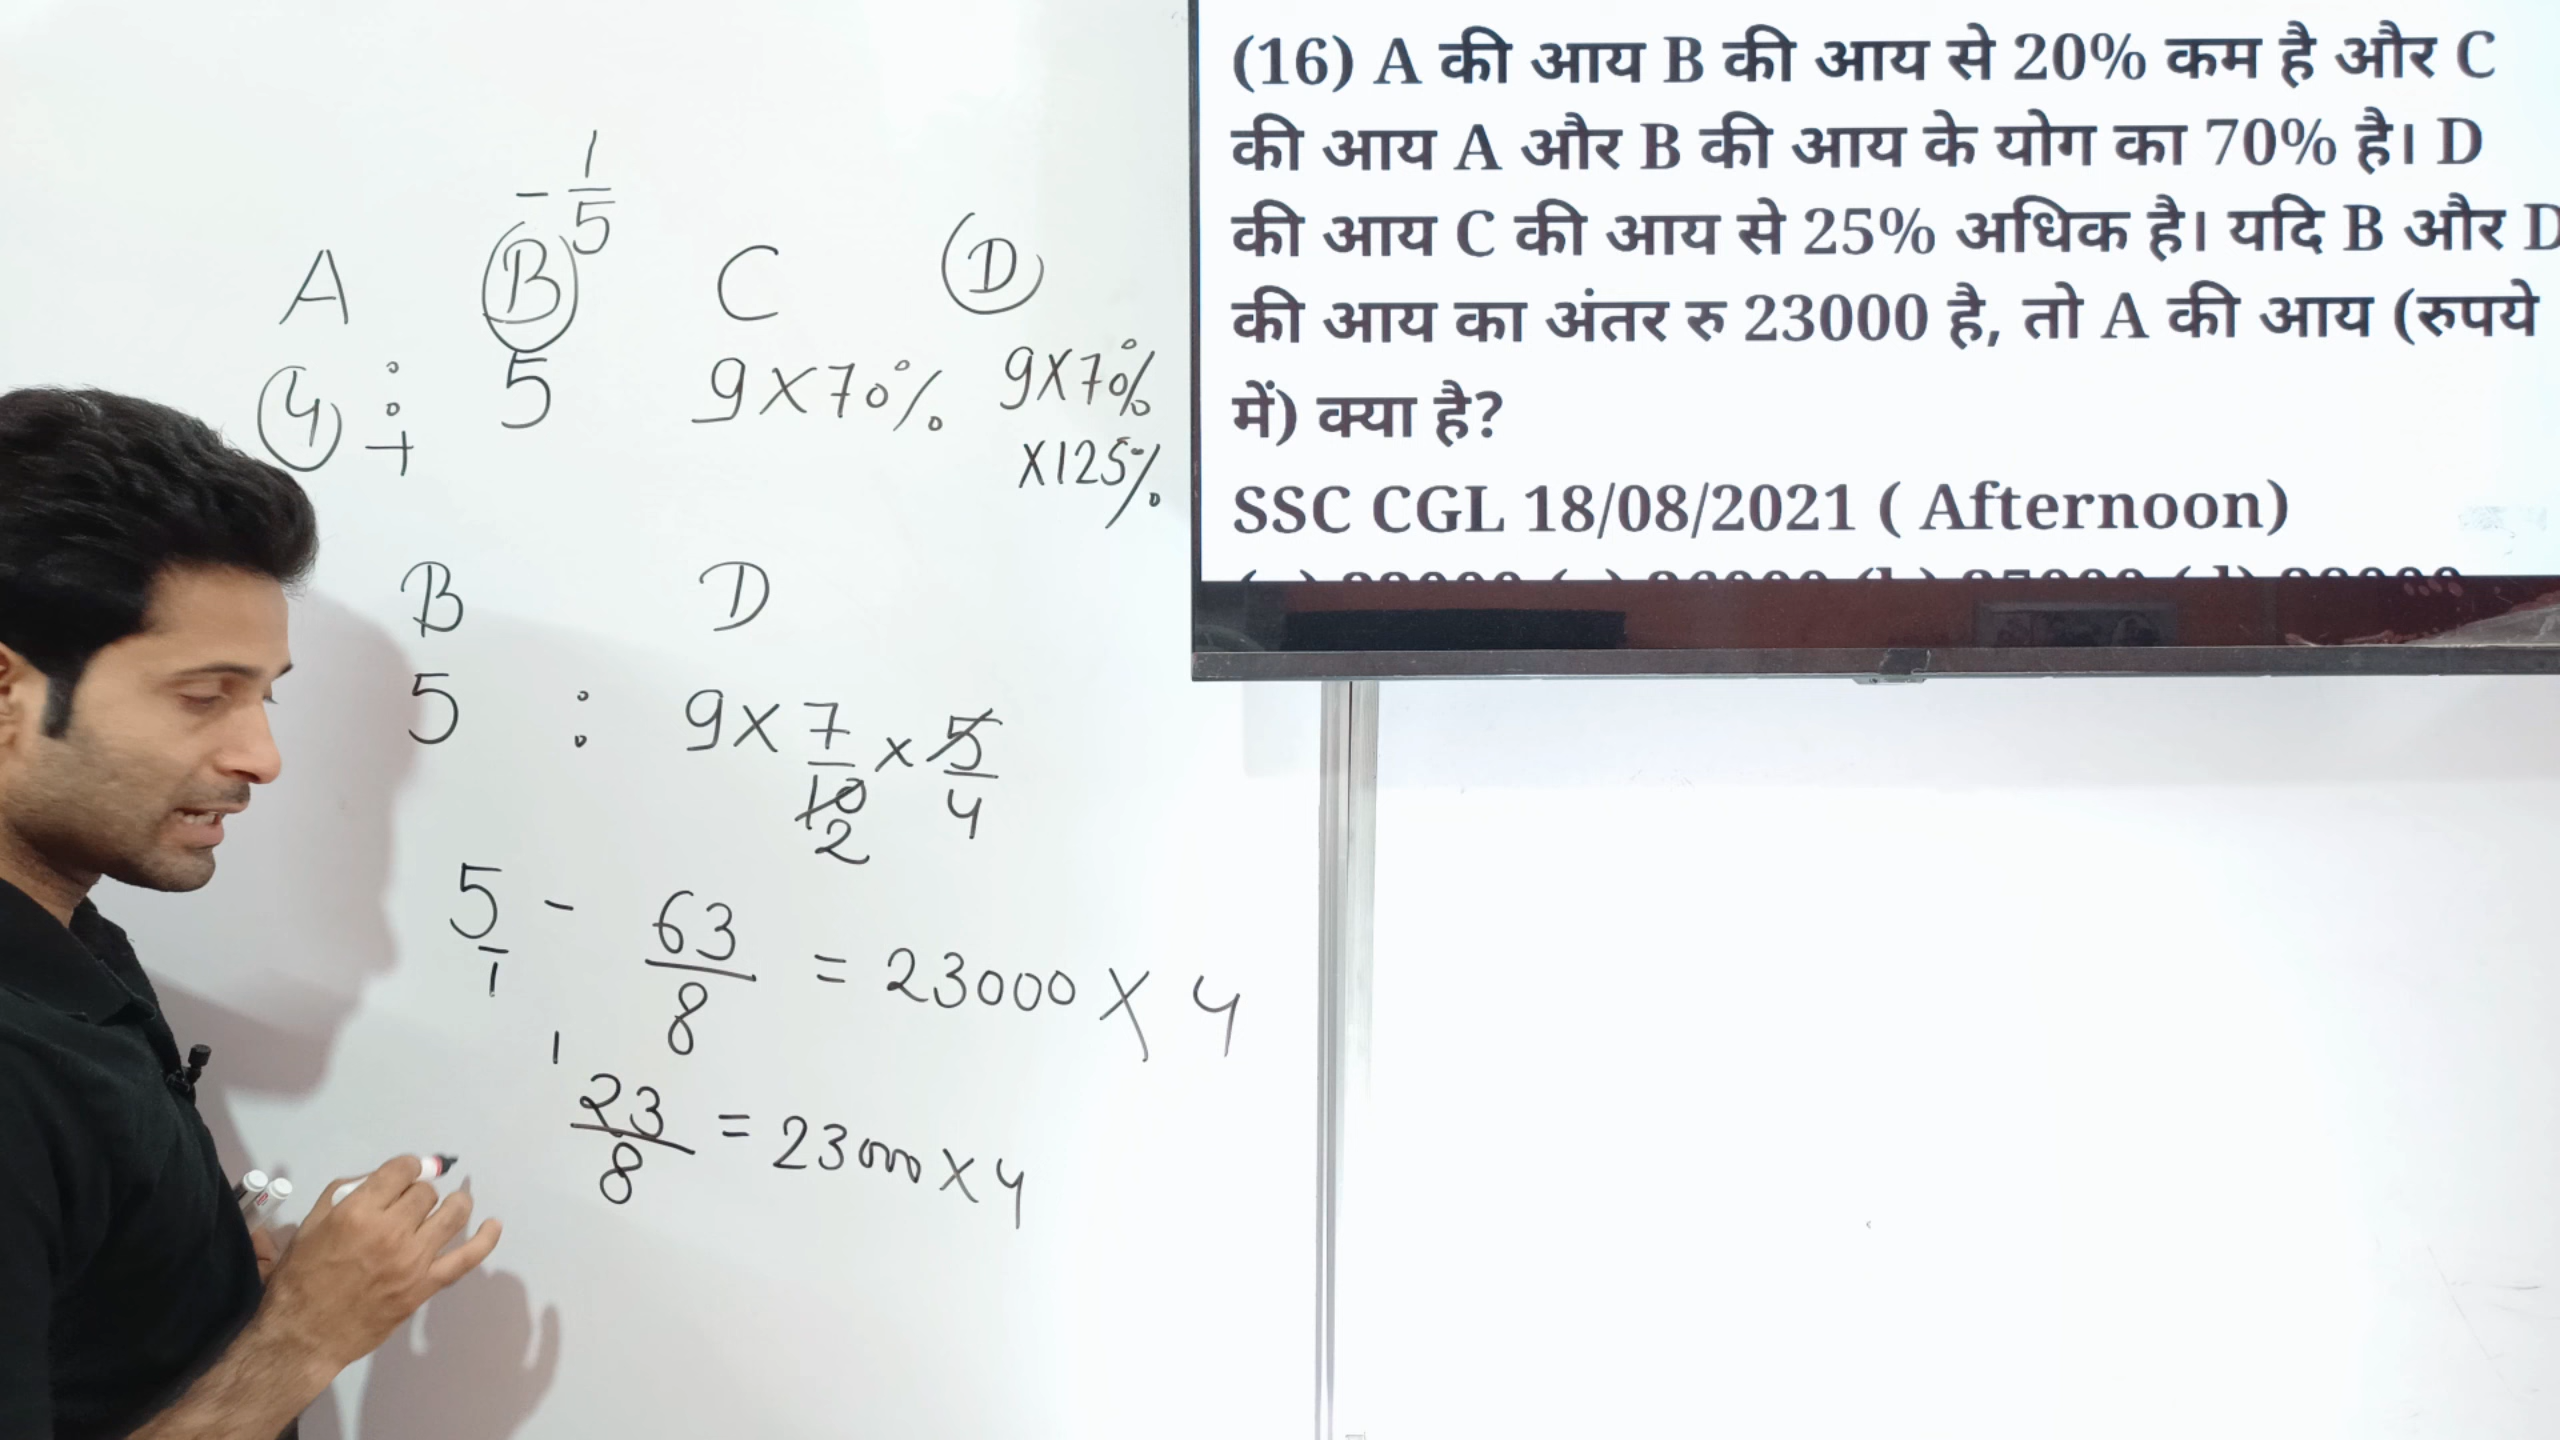 (16) A की आय B की आय से 20% कम है और C
की आय A और B की आय के योग का 70% है। D
की आय C की आय से 25% अधिक है। यदि B और D
की आय का अंतर रु 23000 है, तो A की आय (रुपये
में) क्या है?
SSC CGL 18/08/2021 ( Afternoon)
- 1/5
A B C D
4 : 5 9×70% 9×70%
+ ×125%
B D
5 : 9× 7/10 × 5/4
2
5/1 - 63/8 = 23000 × 4
1
23/8 = 23000 × 4